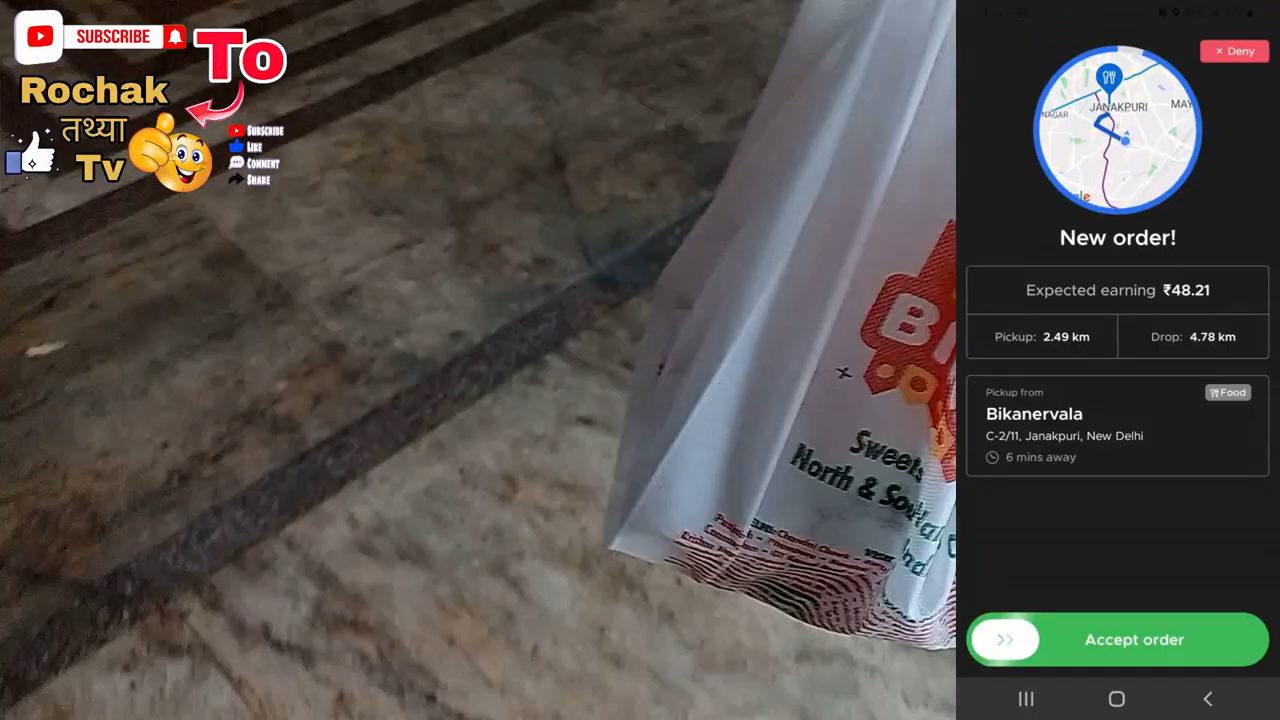 SUBSCRIBE
To
Rochak
तथ्या
Tv
SUBSCRIBE
LIKE
COMMENT
SHARE
× Deny
JANAKPURI
NAGAR
MAY
New order!
Expected earning ₹48.21
Pickup: 2.49 km
Drop: 4.78 km
Pickup from
Food
Bikanervala
C-2/11, Janakpuri, New Delhi
6 mins away
Accept order
Sweets
North & South